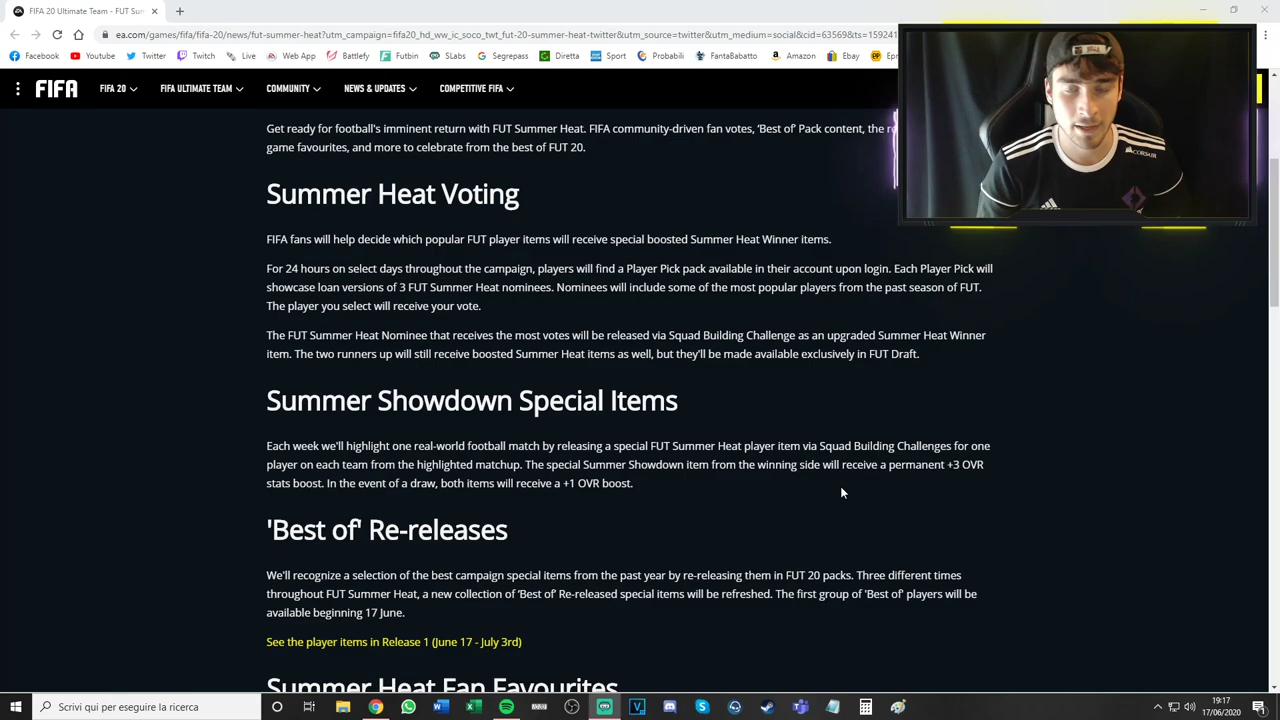 FIFA 20 Ultimate Team - FUT Sun
ea.com/games/fifa/fifa-20/news/fut-summer-heat?utm_campaign=fifa20_hd_ww_ic_soco_twt_fut-20-summer-heat-twitter&utm_source=twitter&utm_medium=social&cid=63569&ts=159241
Facebook Youtube Twitter Twitch Instagram Battlefy Futbin SLabs Segrepass Diretta Sport Probabili FantaBabatto Amazon Ebay Epr
FIFA FIFA 20 FIFA ULTIMATE TEAM COMMUNITY NEWS & UPDATES COMPETITIVE FIFA
Get ready for football's imminent return with FUT Summer Heat. FIFA community-driven fan votes, 'Best of' Pack content, the
game favourites, and more to celebrate from the best of FUT 20.
Summer Heat Voting
FIFA fans will help decide which popular FUT player items will receive special boosted Summer Heat Winner items.
For 24 hours on select days throughout the campaign, players will find a Player Pick pack available in their account upon login. Each Player Pick will
showcase loan versions of 3 FUT Summer Heat nominees. Nominees will include some of the most popular players from the past season of FUT.
The player you select will receive your vote.
The FUT Summer Heat Nominee that receives the most votes will be released via Squad Building Challenge as an upgraded Summer Heat Winner
item. The two runners up will still receive boosted Summer Heat items as well, but they'll be made available exclusively in FUT Draft.
Summer Showdown Special Items
Each week we'll highlight one real-world football match by releasing a special FUT Summer Heat player item via Squad Building Challenges for one
player on each team from the highlighted matchup. The special Summer Showdown item from the winning side will receive a permanent +3 OVR
stats boost. In the event of a draw, both items will receive a +1 OVR boost.
'Best of' Re-releases
We'll recognize a selection of the best campaign special items from the past year by re-releasing them in FUT 20 packs. Three different times
throughout FUT Summer Heat, a new collection of 'Best of' Re-released special items will be refreshed. The first group of 'Best of' players will be
available beginning 17 June.
See the player items in Release 1 (June 17 - July 3rd)
Summer Heat Fan Favourites
Scrivi qui per eseguire la ricerca
19:17
17/06/2020
CORSAIR